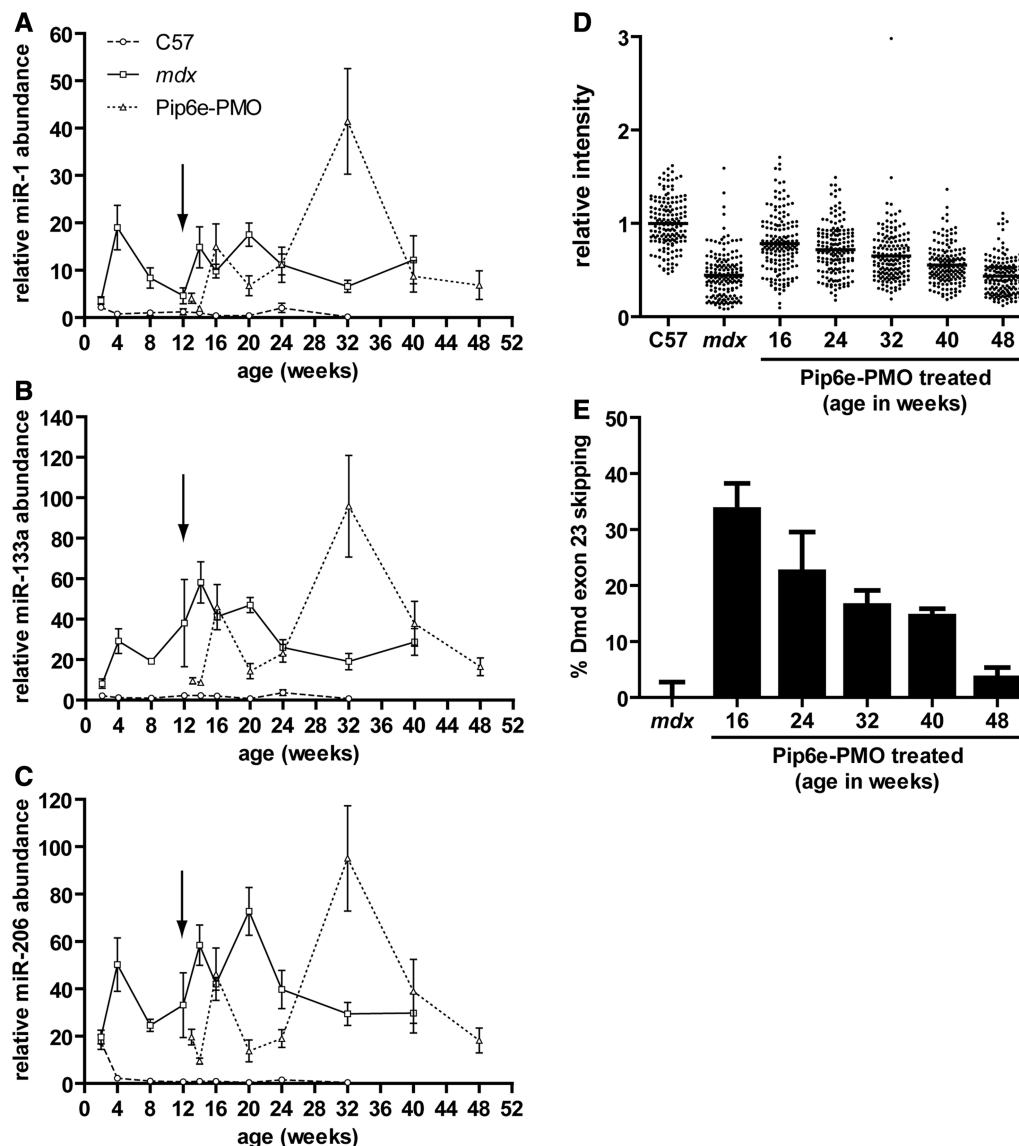 A
relative miR-1 abundance
60
50
40
30
20
10
0
C57
mdx
Pip6e-PMO
0 4 8 12 16 20 24 28 32 36 40 44 48 52
age (weeks)
B
relative miR-133a abundance
140
120
100
80
60
40
20
0
0 4 8 12 16 20 24 28 32 36 40 44 48 52
age (weeks)
C
relative miR-206 abundance
120
100
80
60
40
20
0
0 4 8 12 16 20 24 28 32 36 40 44 48 52
age (weeks)
D
relative intensity
3
2
1
0
C57 mdx 16 24 32 40 48
Pip6e-PMO treated
(age in weeks)
E
% Dmd exon 23 skipping
50
40
30
20
10
0
mdx 16 24 32 40 48
Pip6e-PMO treated
(age in weeks)